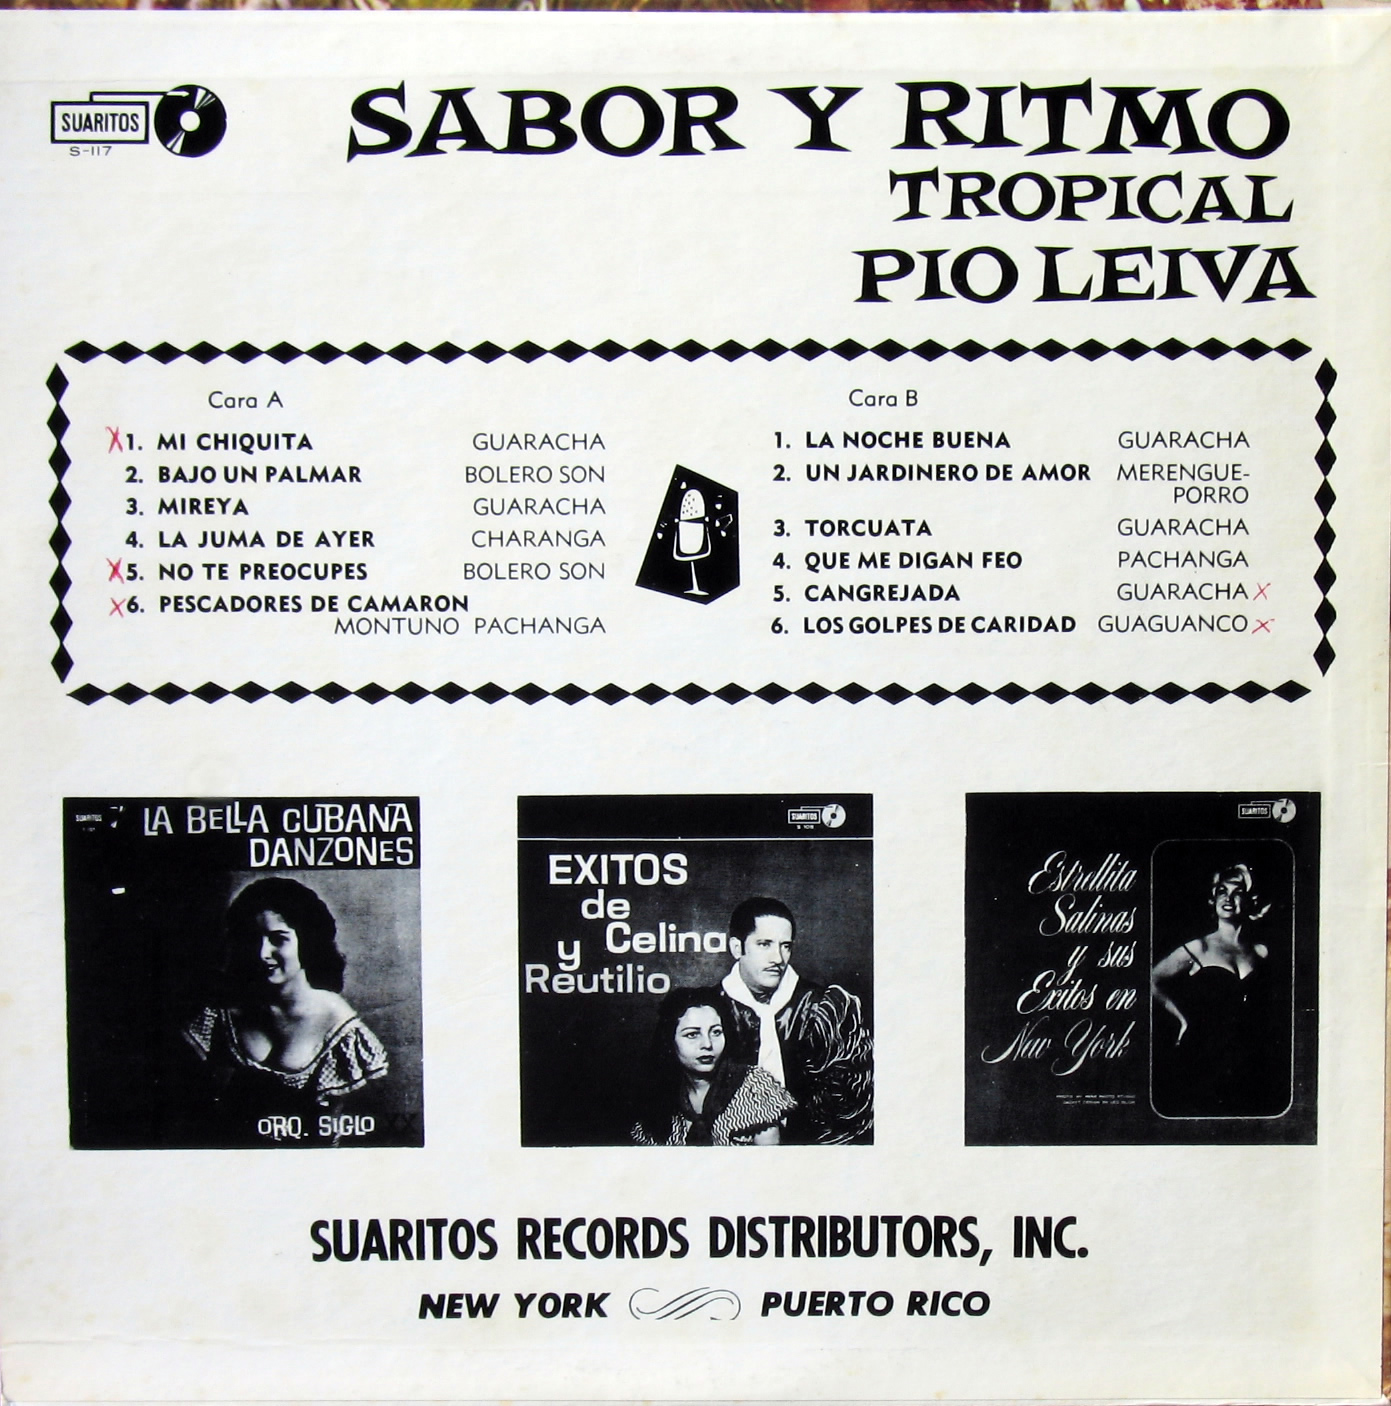 SUARITOS
S-117
SABOR Y RITMO
TROPICAL
PIO LEIVA
Cara A
X 1. MI CHIQUITA GUARACHA
2. BAJO UN PALMAR BOLERO SON
3. MIREYA GUARACHA
4. LA JUMA DE AYER CHARANGA
X 5. NO TE PREOCUPES BOLERO SON
X 6. PESCADORES DE CAMARON
MONTUNO PACHANGA
Cara B
1. LA NOCHE BUENA GUARACHA
2. UN JARDINERO DE AMOR MERENGUE-
PORRO
3. TORCUATA GUARACHA
4. QUE ME DIGAN FEO PACHANGA
5. CANGREJADA GUARACHA X
6. LOS GOLPES DE CARIDAD GUAGUANCO X
SUARITOS
LA BELLA CUBANA
DANZONES
ORQ. SIGLO XX
SUARITOS
EXITOS
de
Celina
y
Reutilio
SUARITOS
Estrellita
Salinas
y sus
Exitos en
New York
SUARITOS RECORDS DISTRIBUTORS, INC.
NEW YORK PUERTO RICO